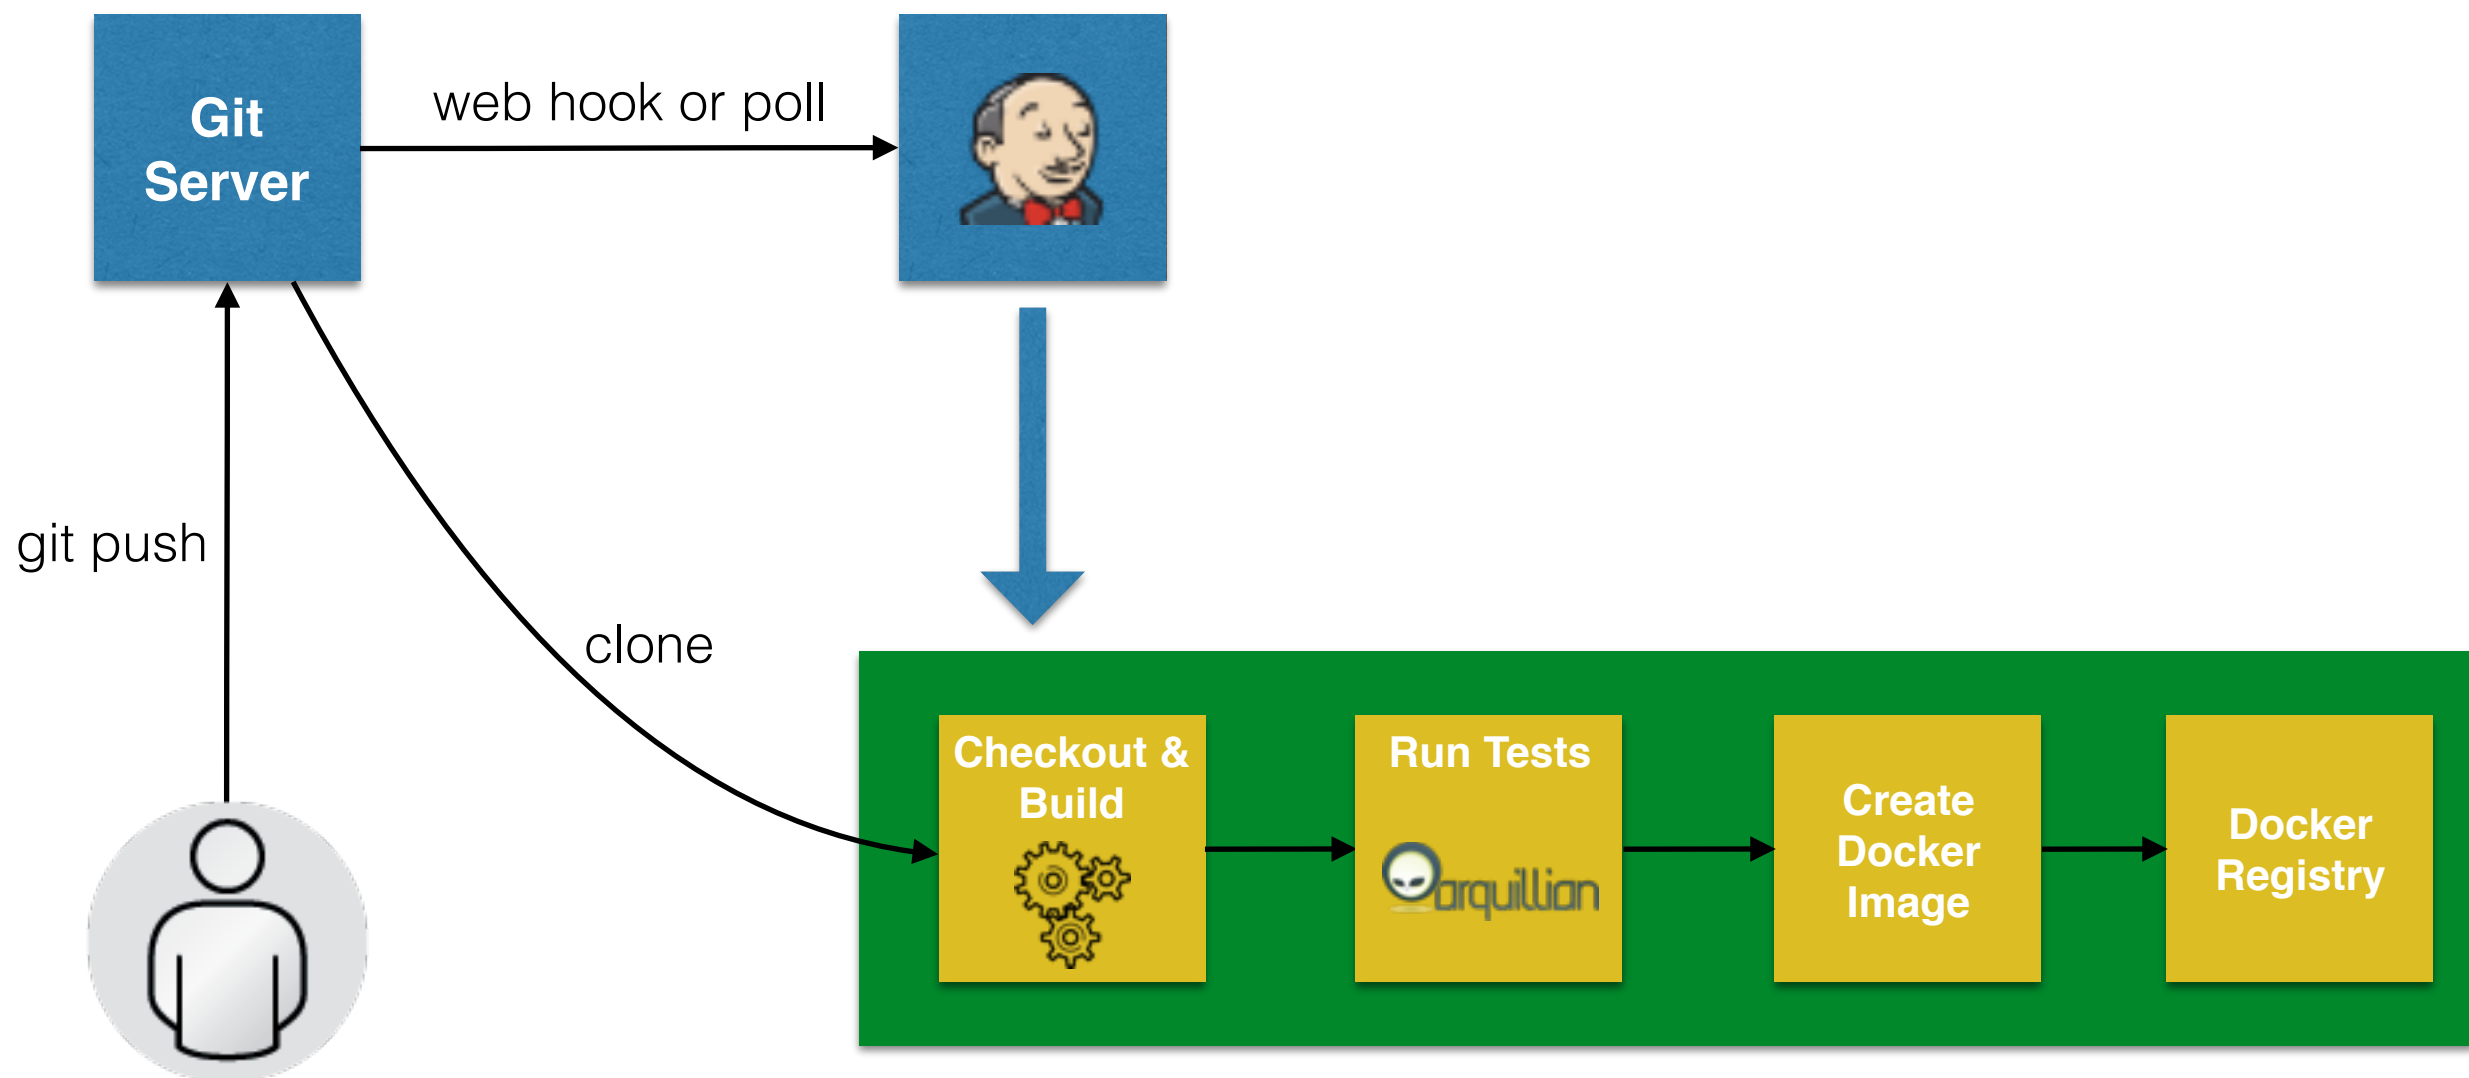 Git
Server
web hook or poll
git push
clone
Checkout &
Build
Run Tests
arquillian
Create
Docker
Image
Docker
Registry